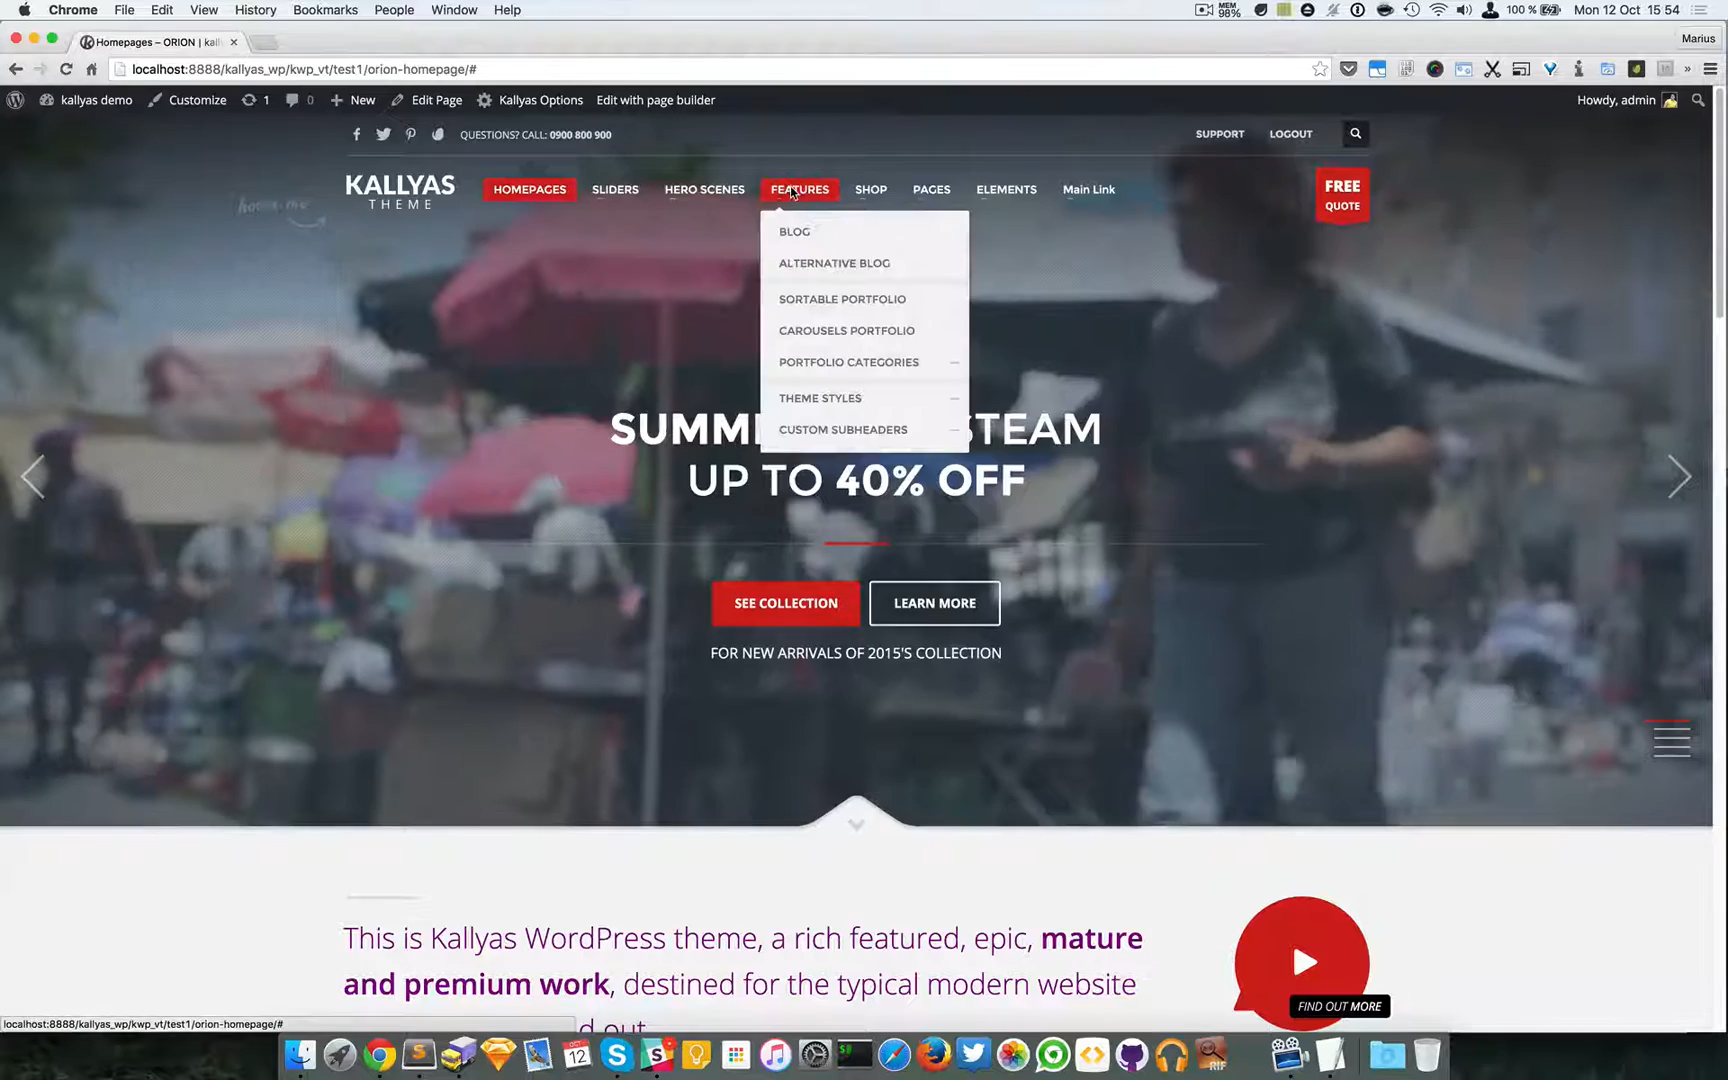 Chrome File Edit View History Bookmarks People Window Help MEM 98% 100% Mon 12 Oct 15:54
Homepages – ORION | kall Marius
localhost:8888/kallyas_wp/kwp_vt/test1/orion-homepage/#
kallyas demo Customize 1 0 New Edit Page Kallyas Options Edit with page builder Howdy, admin
QUESTIONS? CALL: 0900 800 900 SUPPORT LOGOUT
KALLYAS
THEME
HOMEPAGES SLIDERS HERO SCENES FEATURES SHOP PAGES ELEMENTS Main Link
FREE
QUOTE
BLOG
ALTERNATIVE BLOG
SORTABLE PORTFOLIO
CAROUSELS PORTFOLIO
PORTFOLIO CATEGORIES
THEME STYLES
CUSTOM SUBHEADERS
SUMM STEAM
UP TO 40% OFF
SEE COLLECTION LEARN MORE
FOR NEW ARRIVALS OF 2015'S COLLECTION
This is Kallyas WordPress theme, a rich featured, epic, mature
and premium work, destined for the typical modern website
d out
FIND OUT MORE
localhost:8888/kallyas_wp/kwp_vt/test1/orion-homepage/#
12
RIF